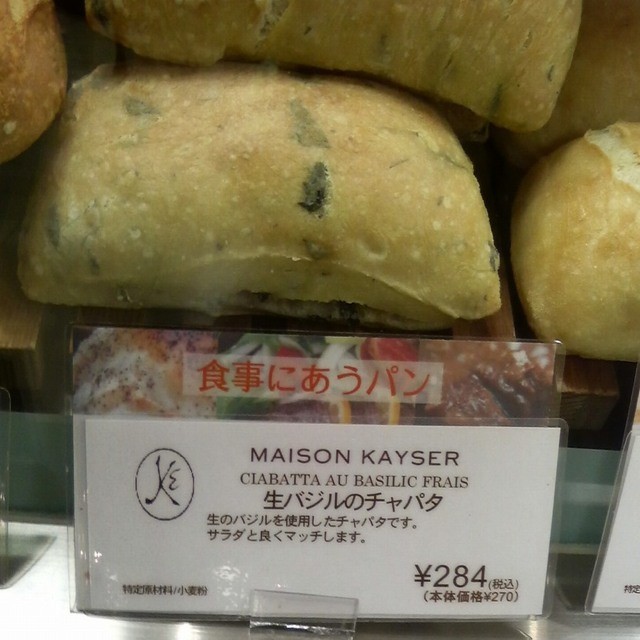 食事にあうパン
MAISON KAYSER
CIABATTA AU BASILIC FRAIS
生バジルのチャパタ
生のバジルを使用したチャバタです。
サラダと良くマッチします。
¥284(税込)
特定原材料/小麦粉
(本体価格¥270)